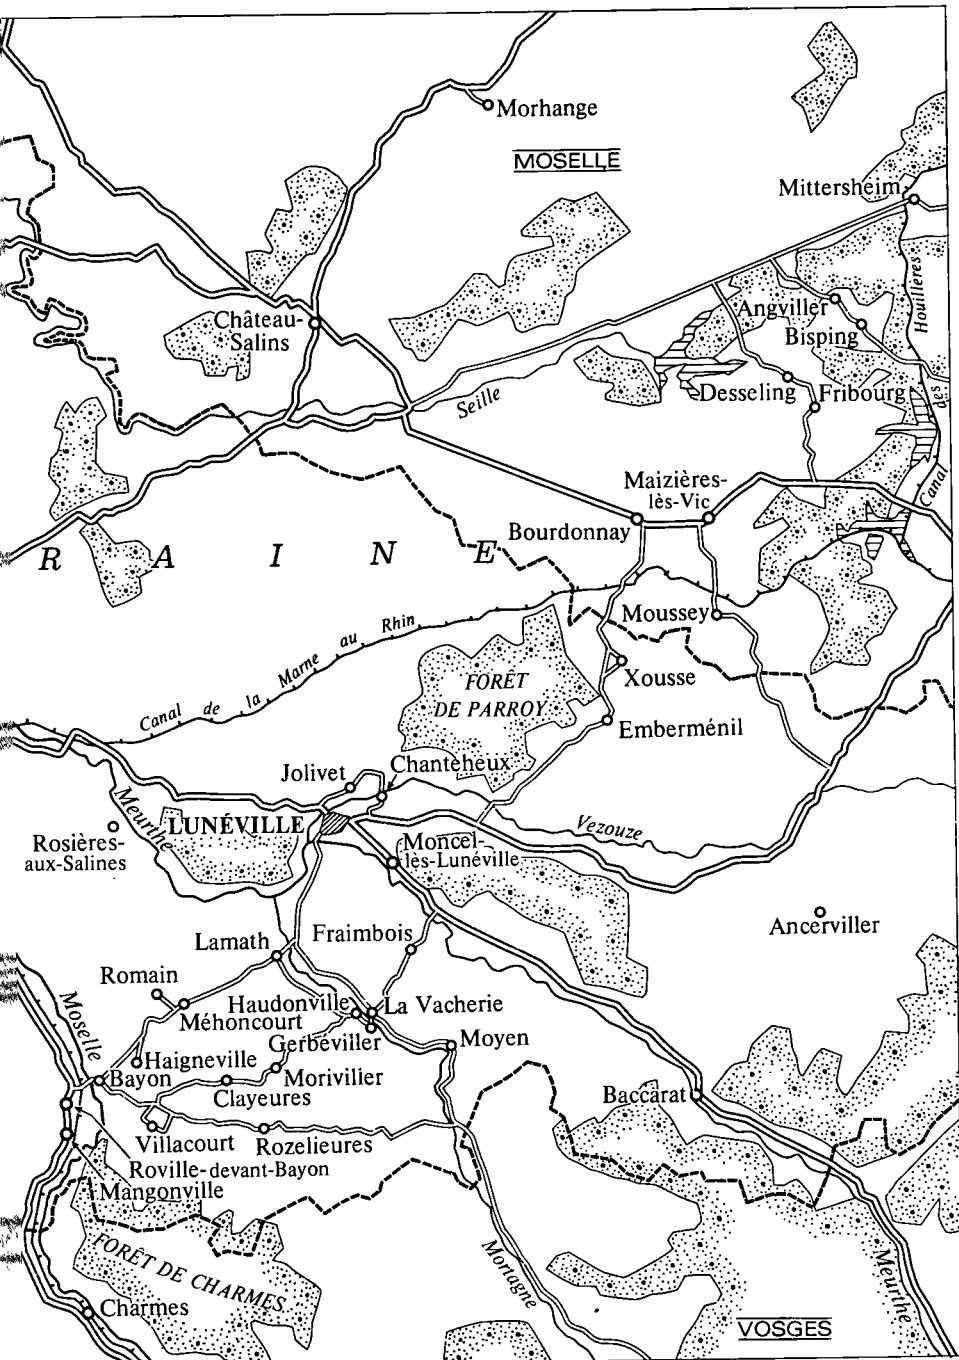 Morhange
MOSELLE
Mittersheim
Houillères
Angviller
Bisping
Château-
Salins
Seille
Desseling
Fribourg
des
Canal
Maizières-
lès-Vic
Bourdonnay
R A I N E
Moussey
Canal de la Marne au Rhin
Xousse
FORÊT
DE PARROY
Emberménil
Chanteheux
Jolivet
Meurthe
LUNÉVILLE
Vezouze
Rosières-
aux-Salines
Moncel-
lès-Lunéville
Ancerviller
Lamath
Fraimbois
Romain
Moselle
Haudonville
La Vacherie
Méhoncourt
Gerbéviller
Moyen
Haigneville
Bayon
Morivilier
Clayeures
Baccarat
Villacourt
Rozelieures
Roville-devant-Bayon
Mangonville
FORÊT DE CHARMES
Mortagne
Meurthe
Charmes
VOSGES